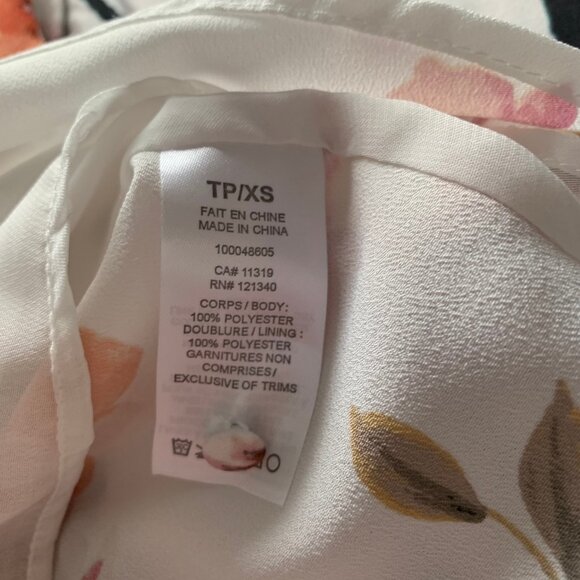 TP/XS
FAIT EN CHINE
MADE IN CHINA
100048605
CA# 11319
RN# 121340
CORPS / BODY:
100% POLYESTER
DOUBLURE / LINING :
100% POLYESTER
GARNITURES NON
COMPRISES /
EXCLUSIVE OF TRIMS